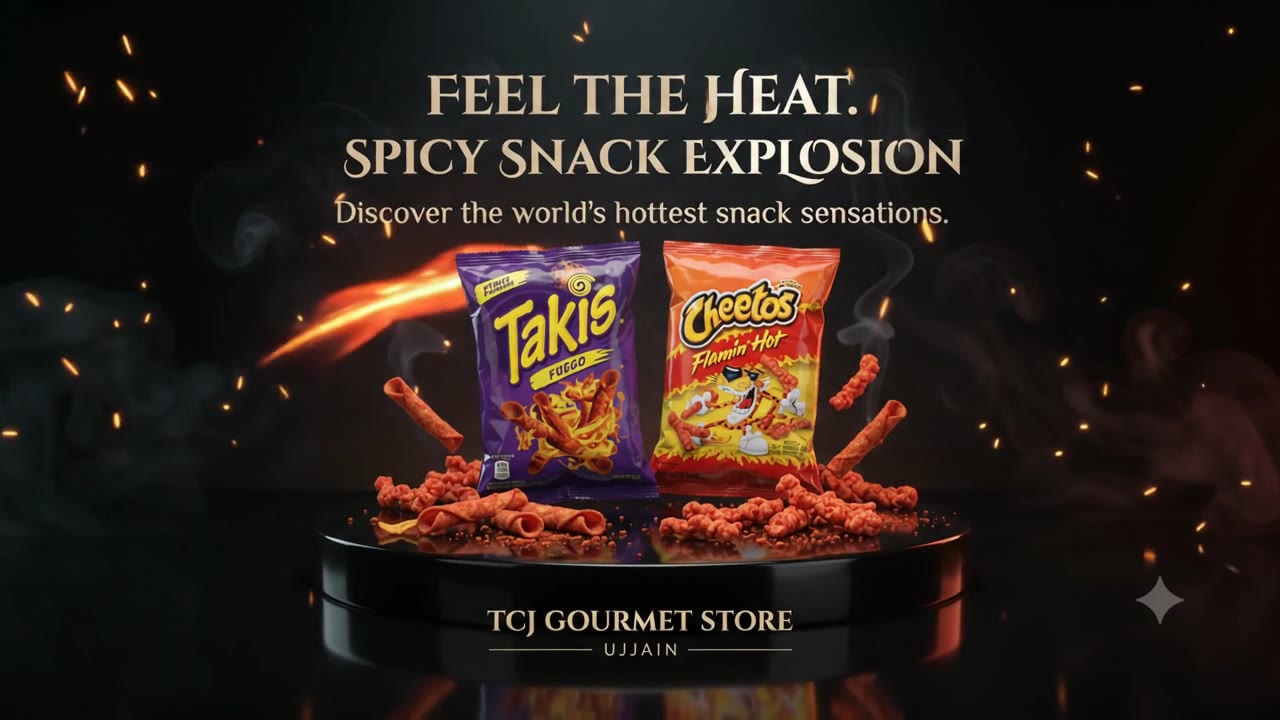 FEEL THE HEAT.
SPICY SNACK EXPLOSION
Discover the world's hottest snack sensations.
Takis
FUEGO
Cheetos
Flamin' Hot
TCJ GOURMET STORE
UJJAIN